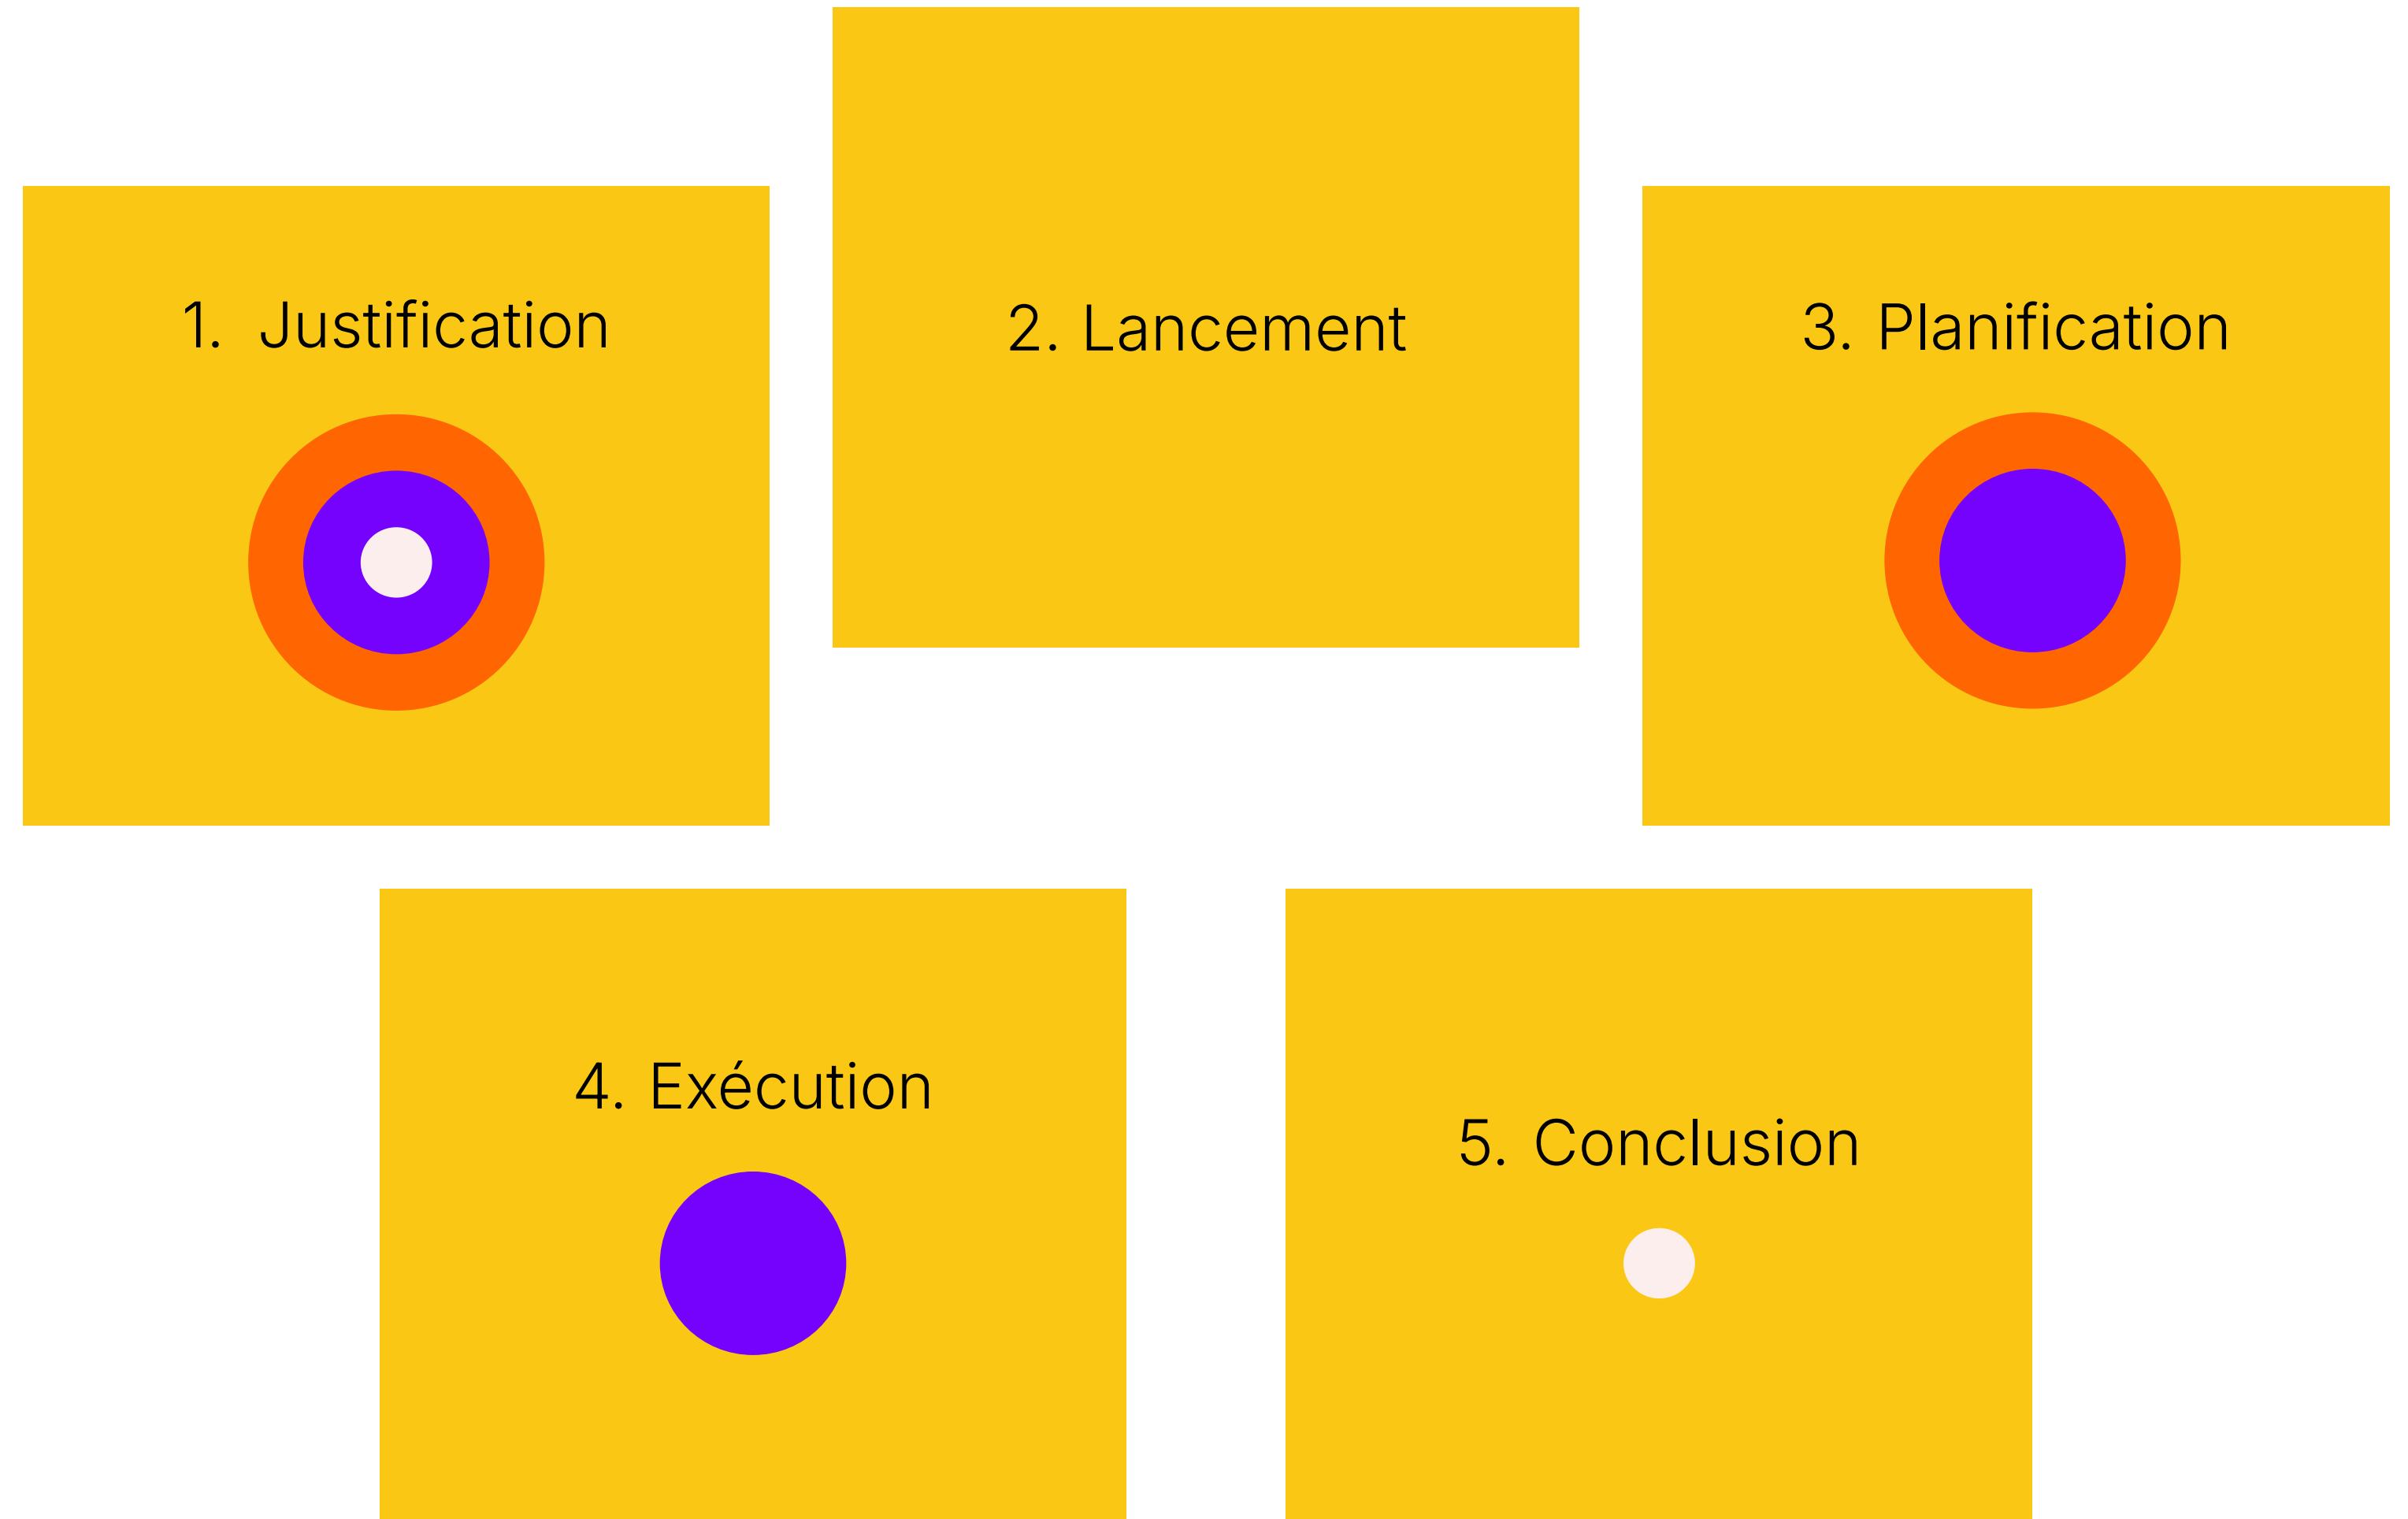 1. Justification
2. Lancement
3. Planification
4. Exécution
5. Conclusion